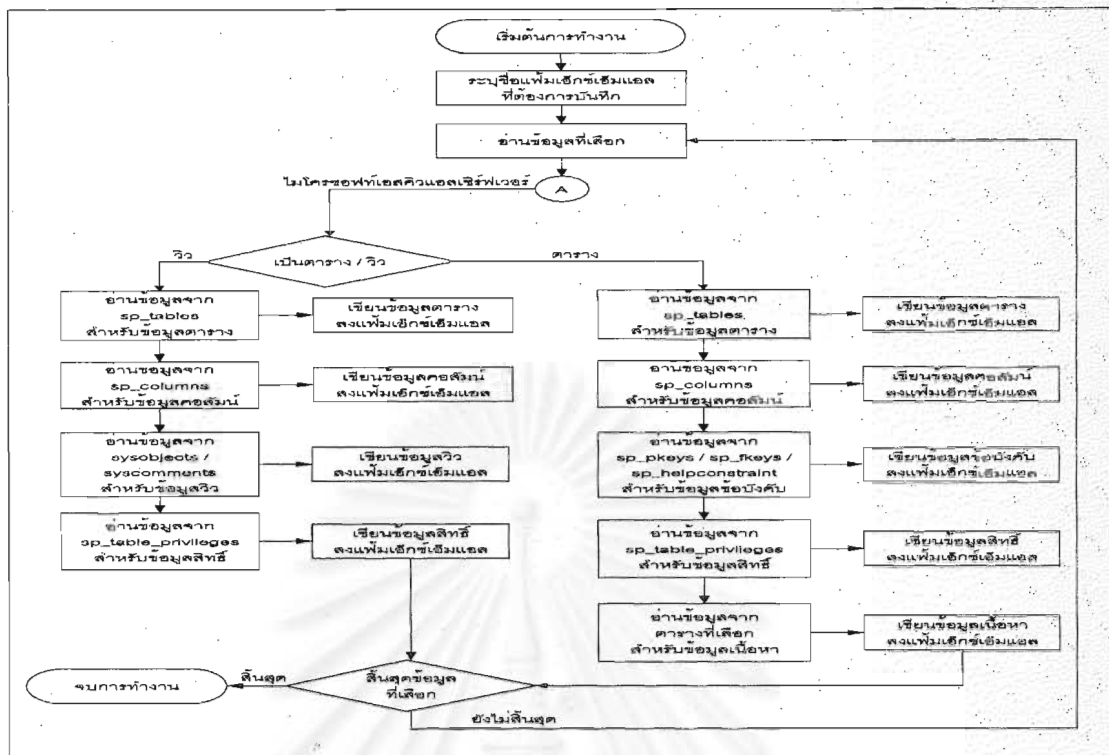 เริ่มต้นการทำงาน
ระบุชื่อแฟ้มเอ็กซ์เอ็มแอล
ที่ต้องการบันทึก
อ่านข้อมูลที่เลือก
ไมโครซอฟท์เอสคิวแอลเซิร์ฟเวอร์
A
วิว
เป็นตาราง / วิว
ตาราง
อ่านข้อมูลจาก
sp_tables
สำหรับข้อมูลตาราง
เขียนข้อมูลตาราง
ลงแฟ้มเอ็กซ์เอ็มแอล
อ่านข้อมูลจาก
sp_tables
สำหรับข้อมูลตาราง
เขียนข้อมูลตาราง
ลงแฟ้มเอ็กซ์เอ็มแอล
อ่านข้อมูลจาก
sp_columns
สำหรับข้อมูลคอลัมน์
เขียนข้อมูลคอลัมน์
ลงแฟ้มเอ็กซ์เอ็มแอล
อ่านข้อมูลจาก
sp_columns
สำหรับข้อมูลคอลัมน์
เขียนข้อมูลคอลัมน์
ลงแฟ้มเอ็กซ์เอ็มแอล
อ่านข้อมูลจาก
sysobjects /
syscomments
สำหรับข้อมูลวิว
เขียนข้อมูลวิว
ลงแฟ้มเอ็กซ์เอ็มแอล
อ่านข้อมูลจาก
sp_pkeys / sp_fkeys /
sp_helpconstraint
สำหรับข้อมูลข้อบังคับ
เขียนข้อมูลข้อบังคับ
ลงแฟ้มเอ็กซ์เอ็มแอล
อ่านข้อมูลจาก
sp_table_privileges
สำหรับข้อมูลสิทธิ์
เขียนข้อมูลสิทธิ์
ลงแฟ้มเอ็กซ์เอ็มแอล
อ่านข้อมูลจาก
sp_table_privileges
สำหรับข้อมูลสิทธิ์
เขียนข้อมูลสิทธิ์
ลงแฟ้มเอ็กซ์เอ็มแอล
อ่านข้อมูลจาก
ตารางที่เลือก
สำหรับข้อมูลเนื้อหา
เขียนข้อมูลเนื้อหา
ลงแฟ้มเอ็กซ์เอ็มแอล
จบการทำงาน
สิ้นสุด
สิ้นสุดข้อมูล
ที่เลือก
ยังไม่สิ้นสุด